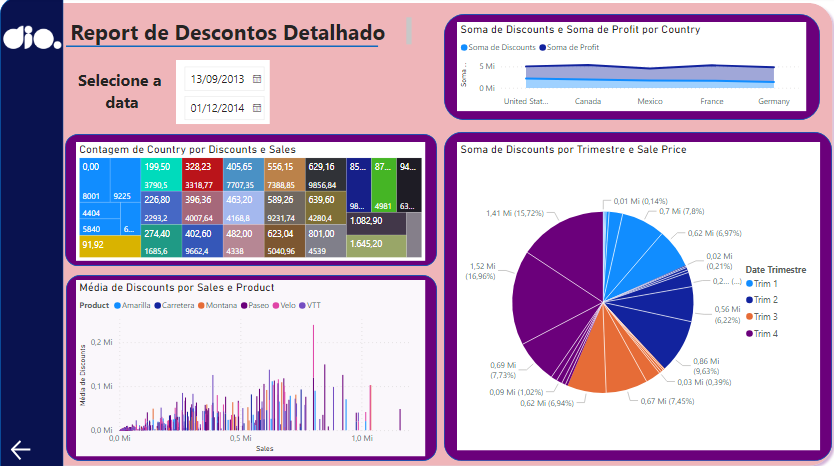 dio.
Report de Descontos Detalhado
Selecione a
data
13/09/2013
01/12/2014
Soma de Discounts e Soma de Profit por Country
Soma de Discounts Soma de Profit
Soma ...
5 Mi
0 Mi
United Stat... Canada Mexico France Germany
Contagem de Country por Discounts e Sales
0,00 199,50 328,23 405,65 556,15 629,16 85... 87... 94...
8001 9225 3790,5 3318,77 7707,35 7388,85 9856,84 98... 4981 63...
4404 226,80 396,36 463,20 589,26 639,60 1.082,90
5840 6... 2293,2 4007,64 4168,8 9231,74 4280,4
91,92 274,40 402,60 482,00 623,04 801,00 1.645,20
1685,6 9662,4 4338 5040,96 4539
Média de Discounts por Sales e Product
Product Amarilla Carretera Montana Paseo Velo VTT
Média de Discounts
0,2 Mi
0,1 Mi
0,0 Mi
0,0 Mi 0,5 Mi 1,0 Mi
Sales
Soma de Discounts por Trimestre e Sale Price
0,01 Mi (0,14%)
0,7 Mi (7,8%)
0,62 Mi (6,97%)
0,02 Mi
(0,21%)
0,2... (...)
0,56 Mi
(6,22%)
0,86 Mi
(9,63%)
0,03 Mi (0,39%)
0,67 Mi (7,45%)
0,62 Mi (6,94%)
0,09 Mi (1,02%)
0,69 Mi
(7,73%)
1,52 Mi
(16,96%)
1,41 Mi (15,72%)
Date Trimestre
Trim 1
Trim 2
Trim 3
Trim 4